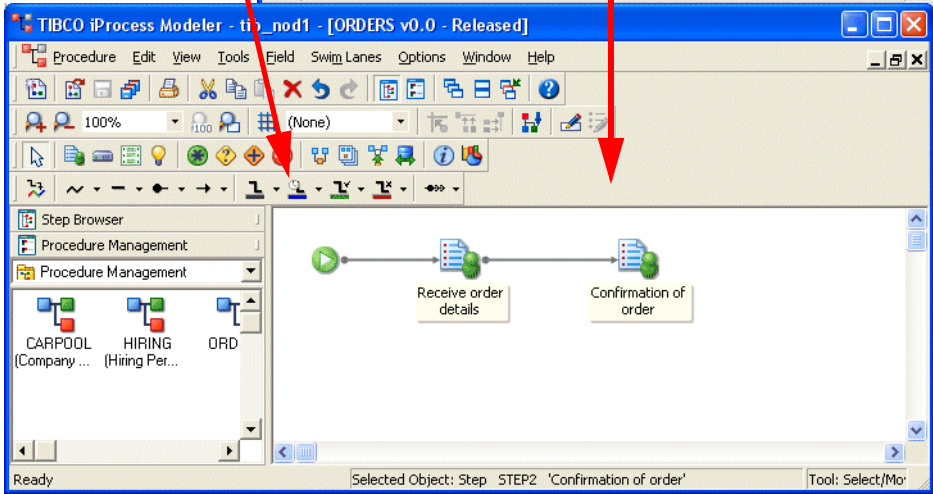 TIBCO iProcess Modeler - tib_nod1 - [ORDERS v0.0 - Released]
Procedure Edit View Tools Field Swim Lanes Options Window Help
100% 100 (None)
Step Browser
Procedure Management
Procedure Management
CARPOOL HIRING ORD
(Company ... (Hiring Per...
Receive order details
Confirmation of order
Ready Selected Object: Step STEP2 'Confirmation of order' Tool: Select/Mo